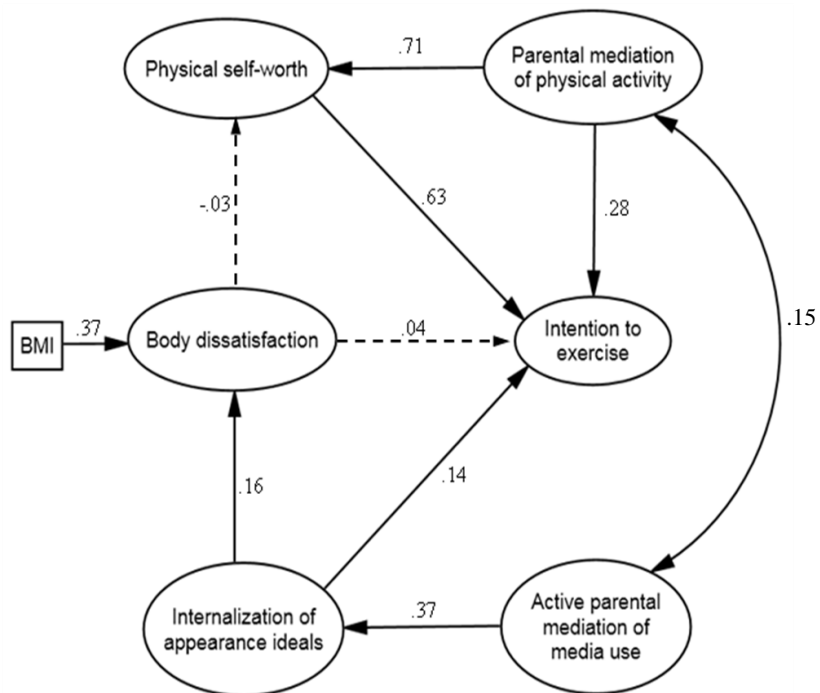 Physical self-worth
.71
Parental mediation
of physical activity
-.03
.63
.28
BMI
.37
Body dissatisfaction
.04
Intention to
exercise
.15
.16
.14
Internalization of
appearance ideals
.37
Active parental
mediation of
media use